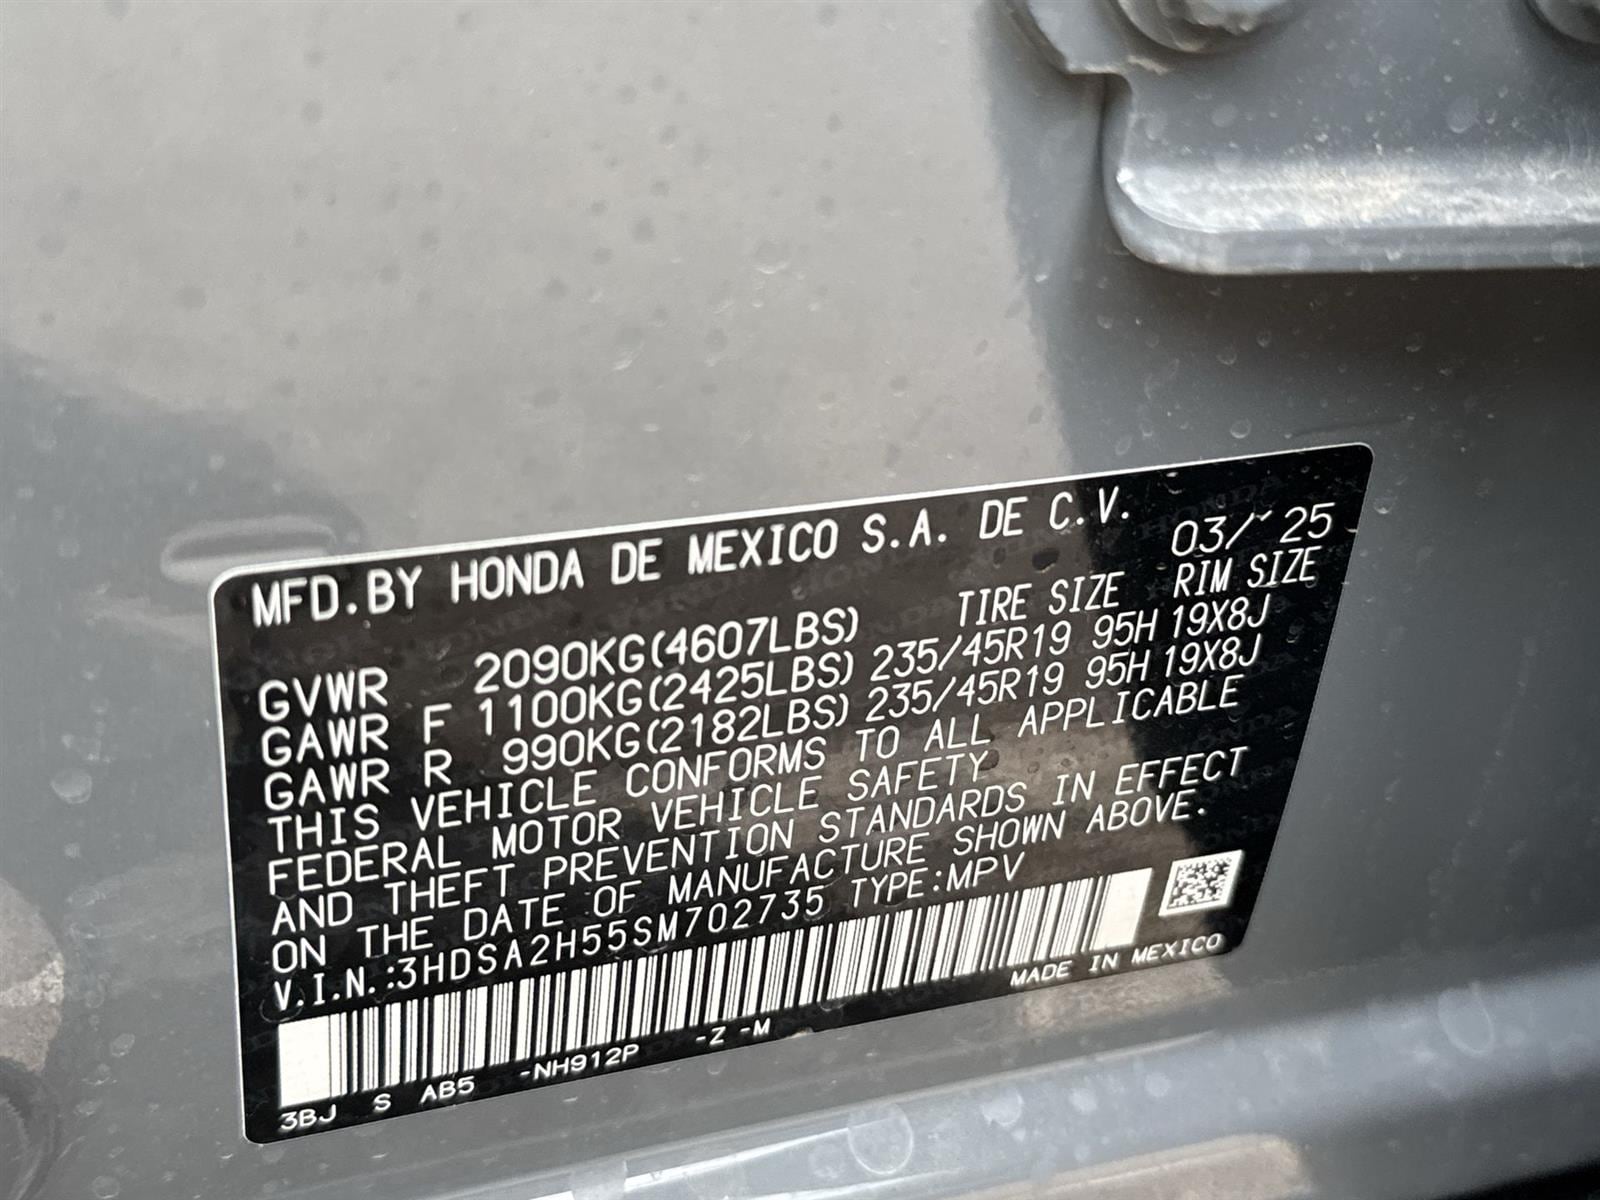 MFD.BY HONDA DE MEXICO S.A. DE C.V.
03/ 25
TIRE SIZE RIM SIZE
GVWR 2090KG(4607LBS)
GAWR F 1100KG(2425LBS) 235/45R19 95H 19X8J
GAWR R 990KG(2182LBS) 235/45R19 95H 19X8J
THIS VEHICLE CONFORMS TO ALL APPLICABLE
FEDERAL MOTOR VEHICLE SAFETY
AND THEFT PREVENTION STANDARDS IN EFFECT
ON THE DATE OF MANUFACTURE SHOWN ABOVE.
V.I.N.:3HDSA2H55SM702735 TYPE:MPV
MADE IN MEXICO
3BJ S AB5 -NH912P -Z -M